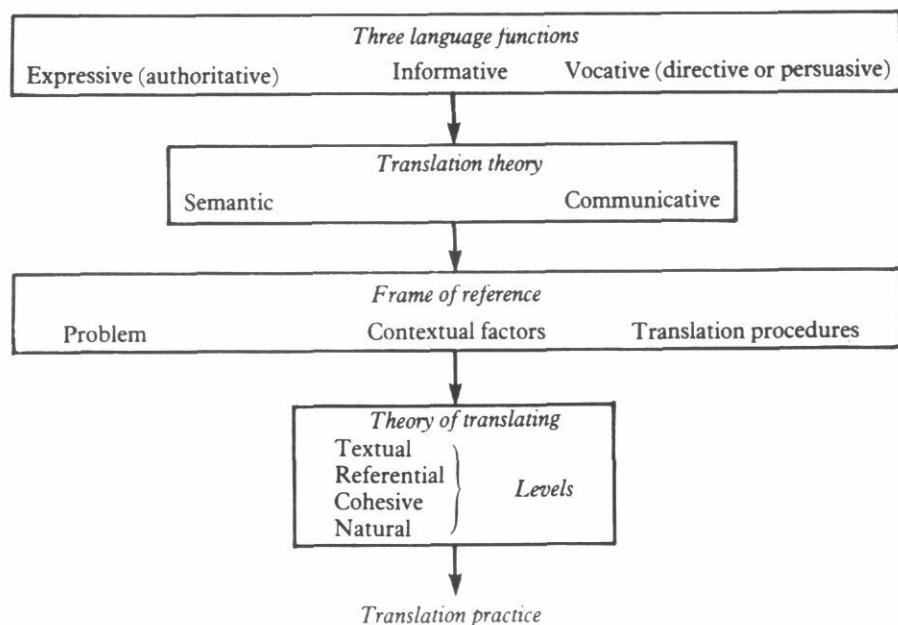 Three language functions
Expressive (authoritative) Informative Vocative (directive or persuasive)
Translation theory
Semantic Communicative
Frame of reference
Problem Contextual factors Translation procedures
Theory of translating
Textual
Referential
Levels
Cohesive
Natural
Translation practice